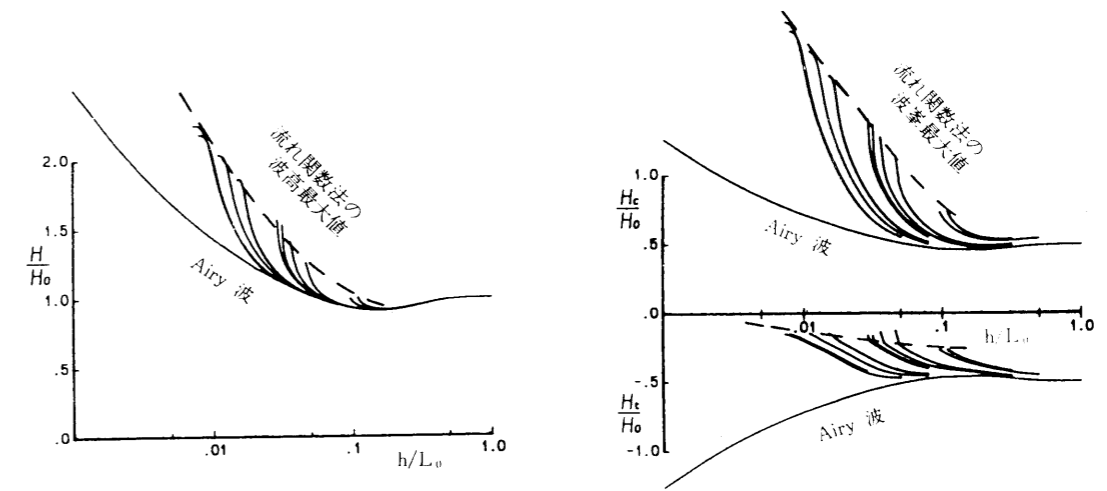 流れ関数法の
波高最大値
2.0
1.5
H
H₀
1.0
Airy 波
.5
.0
.01
.1
h/L₀
1.0
流れ関数法の
波峯最大値
1.0
Hc
H₀
Airy 波
.5
.0
.01
.1
h/L₀
1.0
-.5
Ht
H₀
Airy 波
-1.0